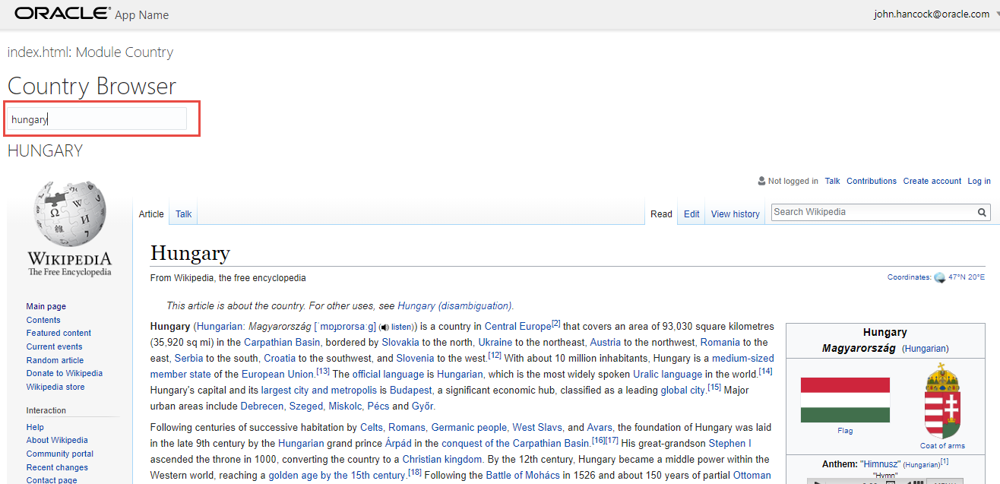 ORACLE® App Name
john.hancock@oracle.com
index.html: Module Country
Country Browser
hungary
HUNGARY
Not logged in Talk Contributions Create account Log in
Article Talk
Read Edit View history Search Wikipedia
WIKIPEDIA
The Free Encyclopedia
Main page
Contents
Featured content
Current events
Random article
Donate to Wikipedia
Wikipedia store
Interaction
Help
About Wikipedia
Community portal
Recent changes
Contact page
Hungary
From Wikipedia, the free encyclopedia
Coordinates: 47°N 20°E
This article is about the country. For other uses, see Hungary (disambiguation).
Hungary (Hungarian: Magyarország [ˈmɒɟɒrorsaːɡ] (listen)) is a country in Central Europe[2] that covers an area of 93,030 square kilometres
(35,920 sq mi) in the Carpathian Basin, bordered by Slovakia to the north, Ukraine to the northeast, Austria to the northwest, Romania to the
east, Serbia to the south, Croatia to the southwest, and Slovenia to the west.[12] With about 10 million inhabitants, Hungary is a medium-sized
member state of the European Union.[13] The official language is Hungarian, which is the most widely spoken Uralic language in the world.[14]
Hungary's capital and its largest city and metropolis is Budapest, a significant economic hub, classified as a leading global city.[15] Major
urban areas include Debrecen, Szeged, Miskolc, Pécs and Győr.
Following centuries of successive habitation by Celts, Romans, Germanic people, West Slavs, and Avars, the foundation of Hungary was laid
in the late 9th century by the Hungarian grand prince Árpád in the conquest of the Carpathian Basin.[16][17] His great-grandson Stephen I
ascended the throne in 1000, converting the country to a Christian kingdom. By the 12th century, Hungary became a middle power within the
Western world, reaching a golden age by the 15th century.[18] Following the Battle of Mohács in 1526 and about 150 years of partial Ottoman
Hungary
Magyarország (Hungarian)
Flag
Coat of arms
Anthem: "Himnusz" (Hungarian)[1]
"Hymn"